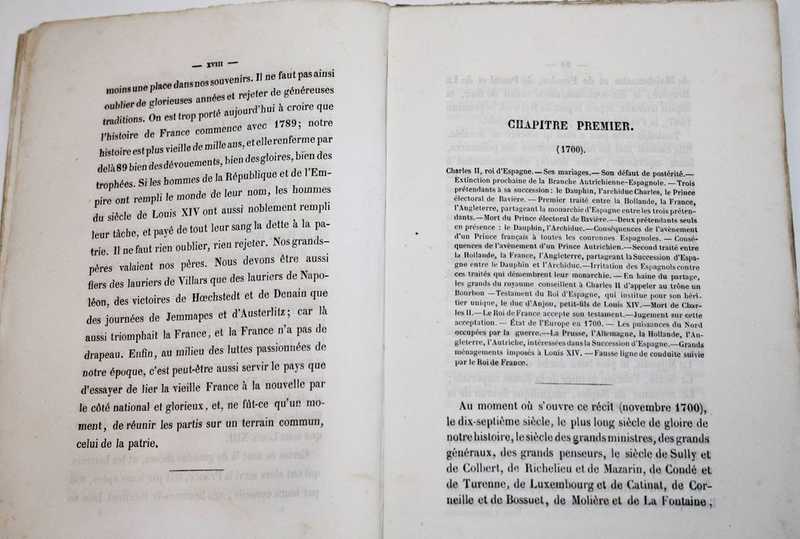 — XVIII —
moins une place dans nos souvenirs. Il ne faut pas ainsi
oublier de glorieuses années et rejeter de généreuses
traditions. On est trop porté aujourd'hui à croire que
l'histoire de France commence avec 1789; notre
histoire est plus vieille de mille ans, et elle renferme par
delà 89 bien des dévouements, bien des gloires, bien des
trophées. Si les hommes de la République et de l'Em-
pire ont rempli le monde de leur nom, les hommes
du siècle de Louis XIV ont aussi noblement rempli
leur tâche, et payé de tout leur sang la dette à la pa-
trie. Il ne faut rien oublier, rien rejeter. Nos grands-
pères valaient nos pères. Nous devons être aussi
fiers des lauriers de Villars que des lauriers de Napo-
léon, des victoires de Hœchstedt et de Denain que
des journées de Jemmapes et d'Austerlitz; car là
aussi triomphait la France, et la France n'a pas de
drapeau. Enfin, au milieu des luttes passionnées de
notre époque, c'est peut-être aussi servir le pays que
d'essayer de lier la vieille France à la nouvelle par
le côté national et glorieux, et, ne fût-ce qu'un mo-
ment, de réunir les partis sur un terrain commun,
celui de la patrie.
CHAPITRE PREMIER.
(1700).
Charles II, roi d'Espagne. — Ses mariages. — Son défaut de postérité. —
Extinction prochaine de la Branche Autrichienne-Espagnole. — Trois
prétendants à sa succession : le Dauphin, l'archiduc Charles, le Prince
électoral de Bavière. — Premier traité entre la Hollande, la France,
l'Angleterre, partageant la monarchie d'Espagne entre les trois préten-
dants. — Mort du Prince électoral de Bavière. — Deux prétendants seuls
en présence : le Dauphin, l'Archiduc. — Conséquences de l'avènement
d'un Prince français à toutes les couronnes Espagnoles. — Consé-
quences de l'avènement d'un Prince Autrichien. — Second traité entre
la Hollande, la France, l'Angleterre, partageant la Succession d'Espa-
gne entre le Dauphin et l'Archiduc. — Irritation des Espagnols contre
ces traités qui démembrent leur monarchie. — En haine du partage,
les grands du royaume conseillent à Charles II d'appeler au trône un
Bourbon — Testament du Roi d'Espagne, qui institue pour son héri-
tier unique, le duc d'Anjou, petit-fils de Louis XIV. — Mort de Char-
les II. — Le Roi de France accepte son testament. — Jugement sur cette
acceptation. — État de l'Europe en 1700. — Les puissances du Nord
occupées par la guerre. — La Prusse, l'Allemagne, la Hollande, l'An-
gleterre, l'Autriche, intéressées dans la Succession d'Espagne. — Grands
ménagements imposés à Louis XIV. — Fausse ligne de conduite suivie
par le Roi de France.
Au moment où s'ouvre ce récit (novembre 1700),
le dix-septième siècle, le plus long siècle de gloire de
notre histoire, le siècle des grands ministres, des grands
généraux, des grands penseurs, le siècle de Sully et
de Colbert, de Richelieu et de Mazarin, de Condé et
de Turenne, de Luxembourg et de Catinat, de Cor-
neille et de Bossuet, de Molière et de La Fontaine,